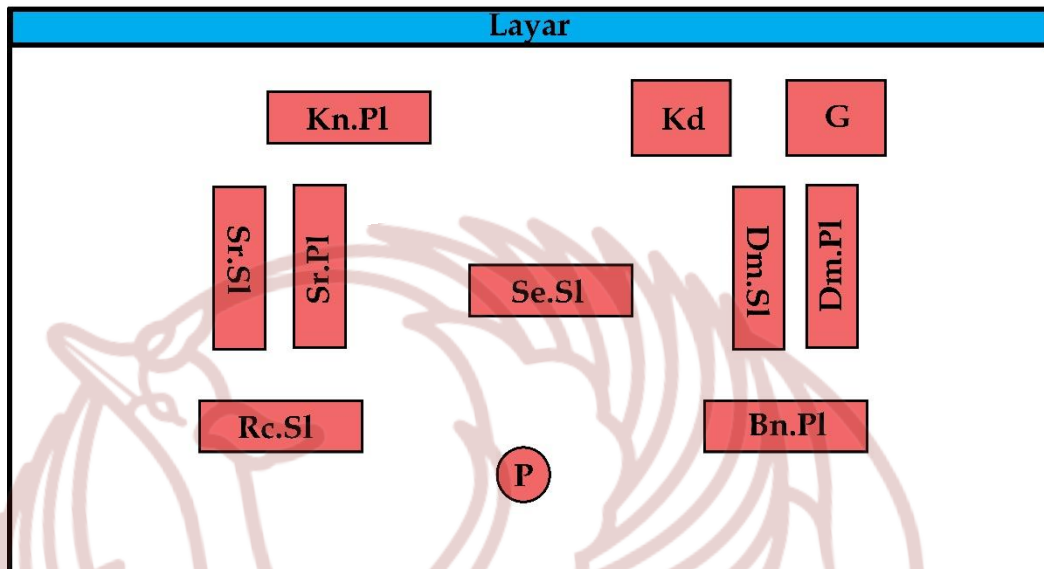 Layar
Kn.Pl
Kd
G
Sr.Sl
Sr.Pl
Se.Sl
Dm.Sl
Dm.Pl
Rc.Sl
Bn.Pl
P